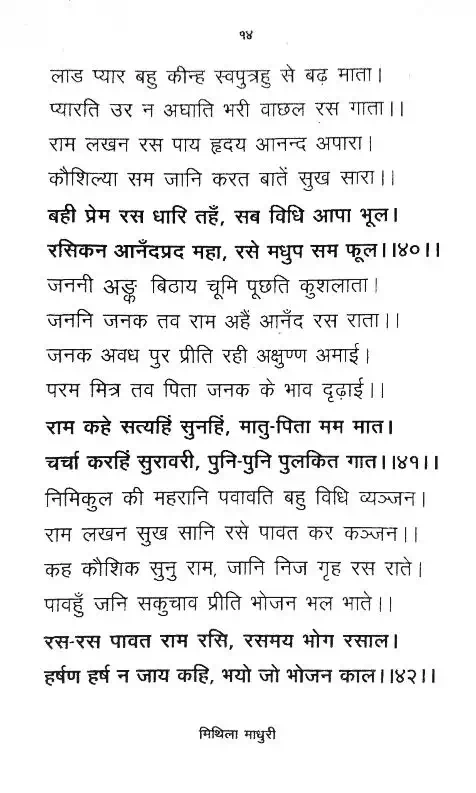 १४
लाड प्यार बहु कीन्ह स्वपुत्रहु से बढ़ माता।
प्यारति उर न अघाति भरी वाछल रस गाता।।
राम लखन रस पाय हृदय आनन्द अपारा।
कौशिल्या सम जानि करत बातें सुख सारा।।
बही प्रेम रस धारि तहँ, सब विधि आपा भूल।
रसिकन आनँदप्रद महा, रसे मधुप सम फूल।।४०।।
जननी अङ्क बिठाय चूमि पूछति कुशलाता।
जननि जनक तव राम अहैं आनँद रस राता।।
जनक अवध पुर प्रीति रही अक्षुण्ण अमाई।
परम मित्र तव पिता जनक के भाव दृढ़ाई।।
राम कहे सत्यहिं सुनहिं, मातु-पिता मम मात।
चर्चा करहिं सुरावरी, पुनि-पुनि पुलकित गात।।४१।।
निमिकुल की महरानि पवावति बहु विधि व्यञ्जन।
राम लखन सुख सानि रसे पावत कर कञ्जन।।
कह कौशिक सुनु राम, जानि निज गृह रस राते।
पावहुँ जनि सकुचाव प्रीति भोजन भल भाते।।
रस-रस पावत राम रसि, रसमय भोग रसाल।
हर्षण हर्ष न जाय कहि, भयो जो भोजन काल।।४२।।
मिथिला माधुरी